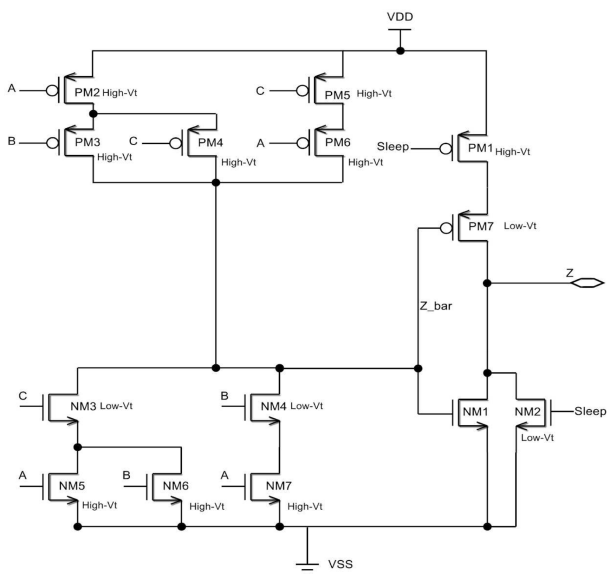 VDD
A
PM2 High-Vt
C
PM5 High-Vt
B
PM3
High-Vt
C
PM4
High-Vt
A
PM6
High-Vt
Sleep
PM1
High-Vt
PM7 Low-Vt
Z
Z_bar
C
NM3 Low-Vt
B
NM4 Low-Vt
NM1
NM2
Sleep
Low-Vt
A
NM5
High-Vt
B
NM6
High-Vt
A
NM7
High-Vt
VSS